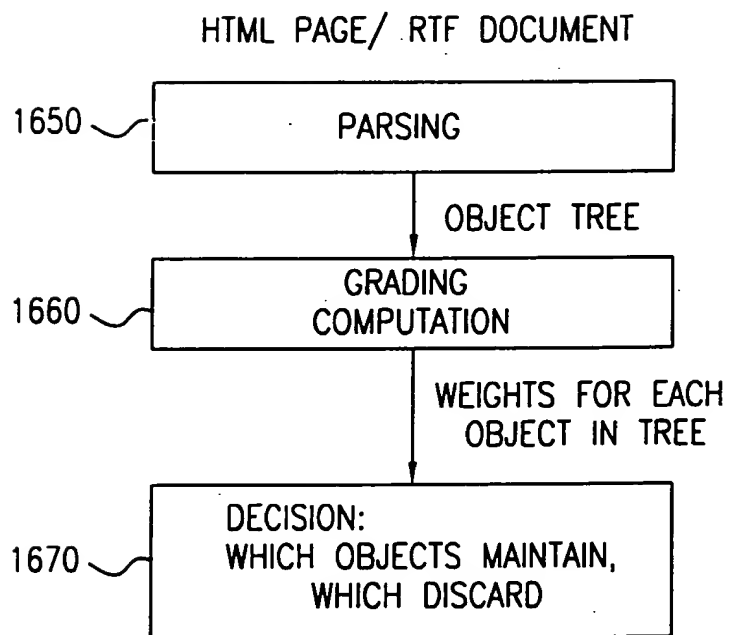 HTML PAGE/ RTF DOCUMENT
1650
PARSING
OBJECT TREE
1660
GRADING
COMPUTATION
WEIGHTS FOR EACH
OBJECT IN TREE
1670
DECISION:
WHICH OBJECTS MAINTAIN,
WHICH DISCARD